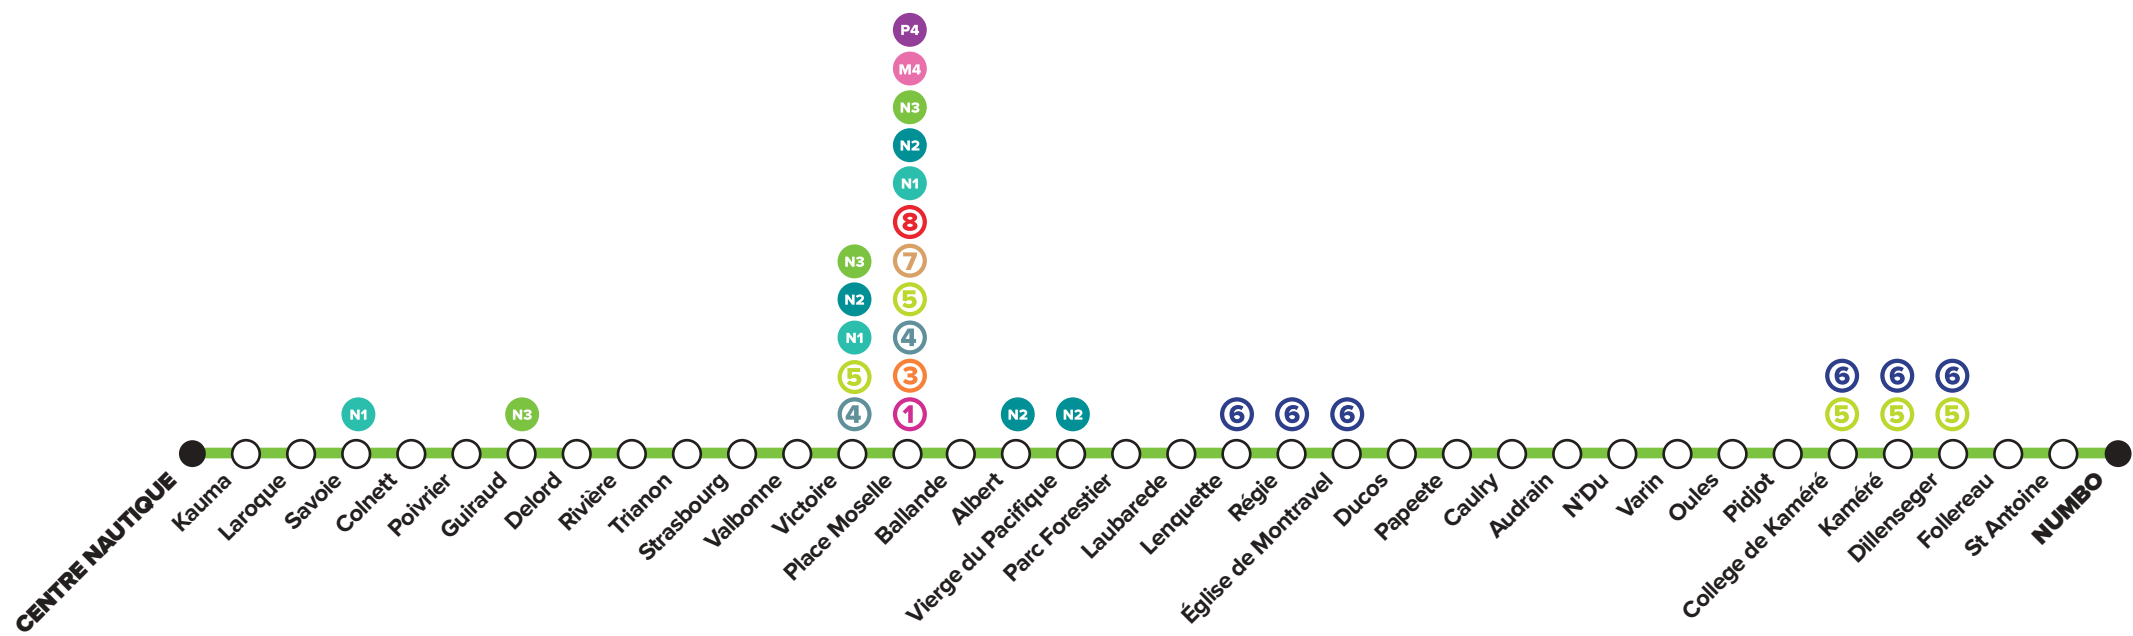 P4
M4
N3
N2
N1
8
N3
7
N2
5
N1
4
5
3
6
6
6
N1
N3
4
1
N2
N2
6
6
6
5
5
5
CENTRE NAUTIQUE
Kauma
Laroque
Savoie
Colnett
Poivrier
Guiraud
Delord
Rivière
Trianon
Strasbourg
Valbonne
Victoire
Place Moselle
Ballande
Albert
Vierge du Pacifique
Parc Forestier
Laubarede
Lenquette
Régie
Église de Montravel
Ducos
Papeete
Caulry
Audrain
N'Du
Varin
Oules
Pidjot
College de Kaméré
Kaméré
Dillenseger
Follereau
St Antoine
NUMBO